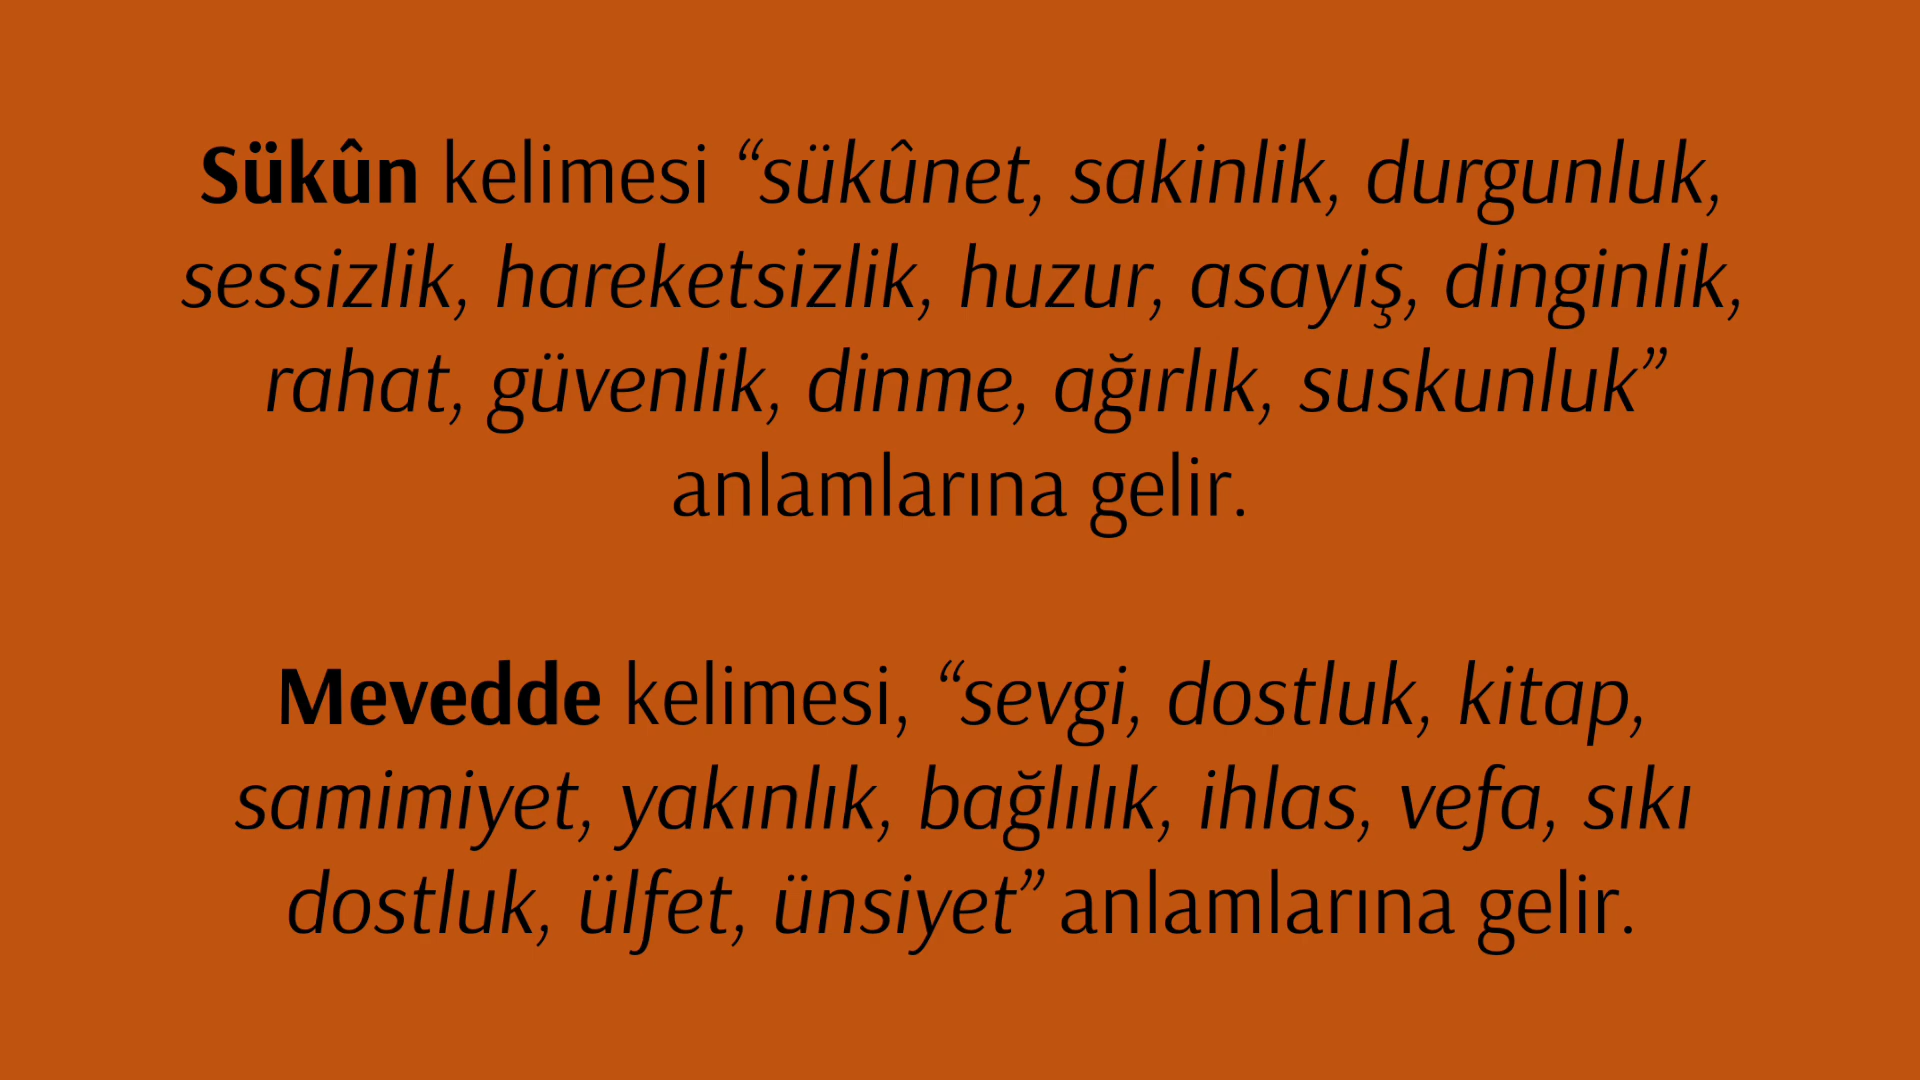 Sükûn kelimesi “sükûnet, sakinlik, durgunluk,
sessizlik, hareketsizlik, huzur, asayiş, dinginlik,
rahat, güvenlik, dinme, ağırlık, suskunluk”
anlamlarına gelir.
Mevedde kelimesi, “sevgi, dostluk, kitap,
samimiyet, yakınlık, bağlılık, ihlas, vefa, sıkı
dostluk, ülfet, ünsiyet” anlamlarına gelir.